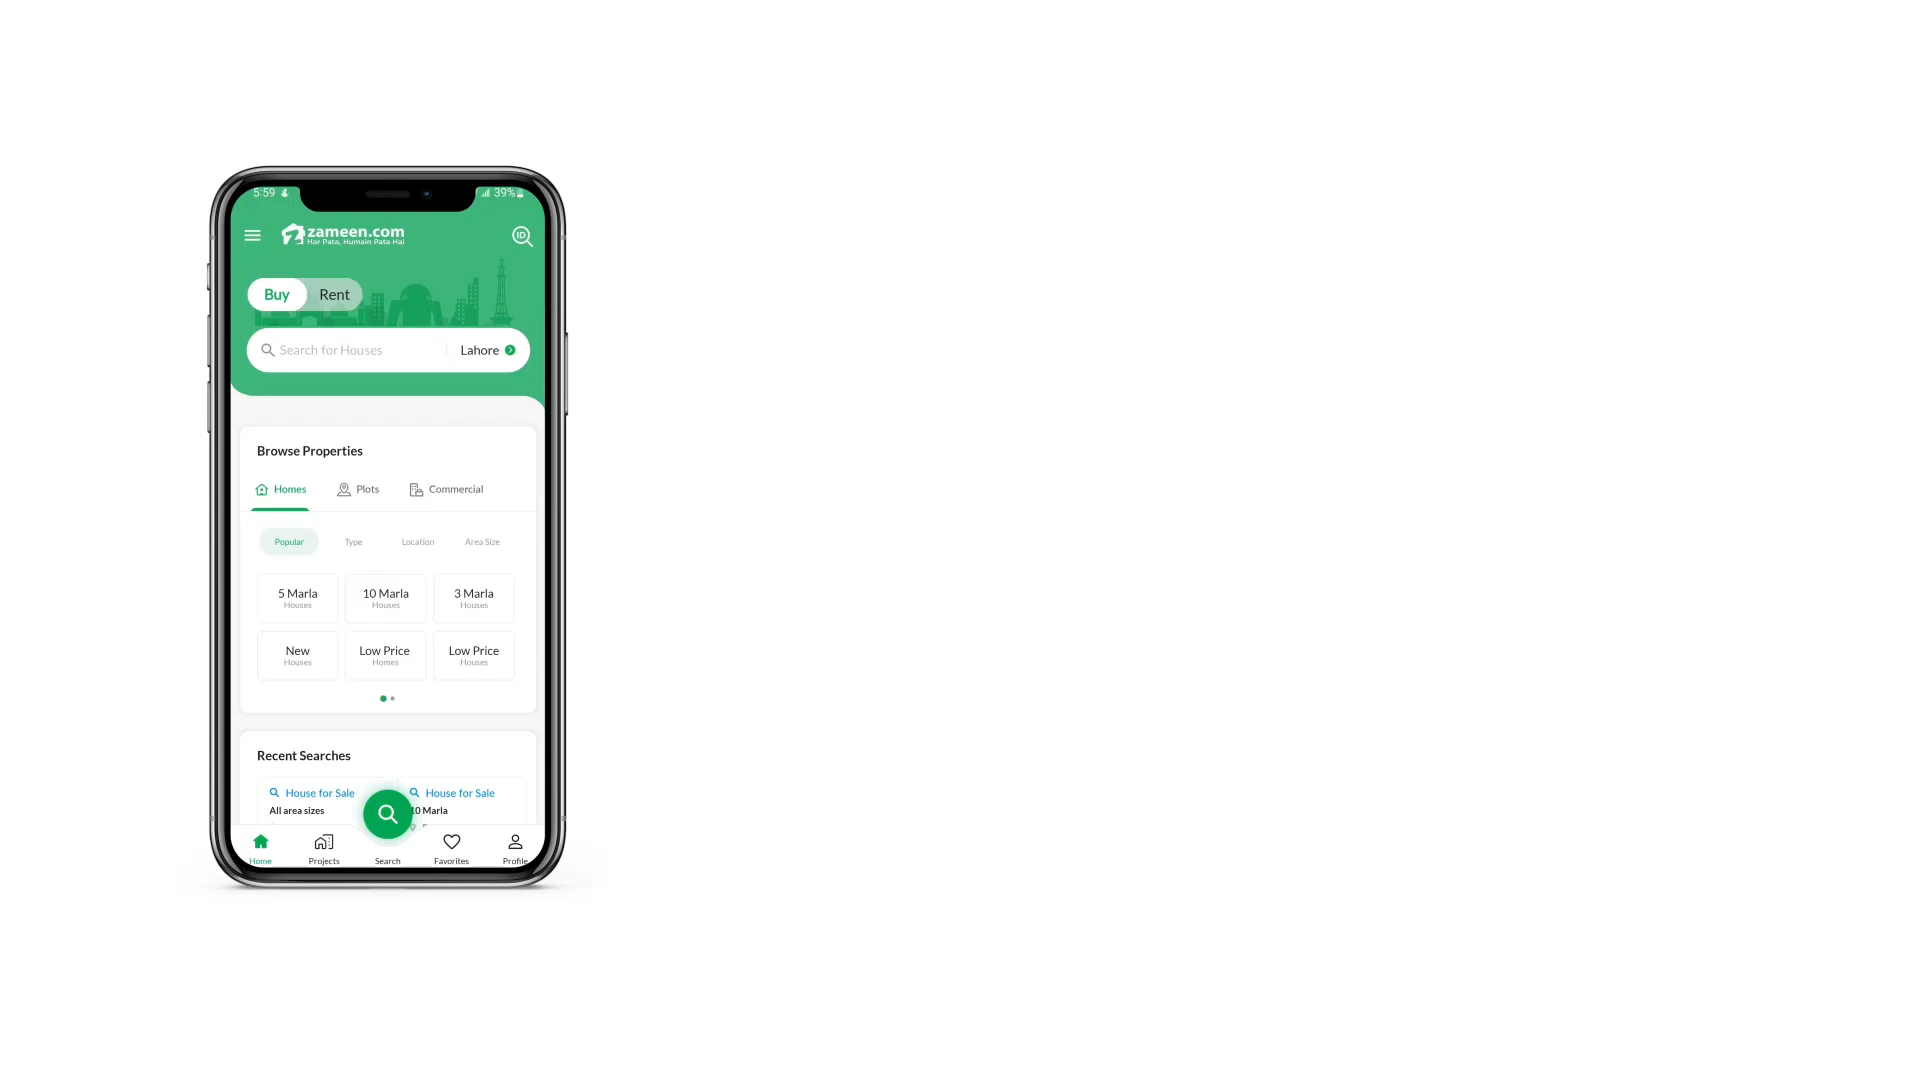 5:59
39%
zameen.com
Har Pata, Humain Pata Hai
ID
Buy Rent
Search for Houses Lahore
Browse Properties
Homes Plots Commercial
Popular Type Location Area Size
5 Marla 10 Marla 3 Marla
Houses Houses Houses
New Low Price Low Price
Houses Homes Houses
Recent Searches
House for Sale House for Sale
All area sizes 10 Marla
Home Projects Search Favorites Profile